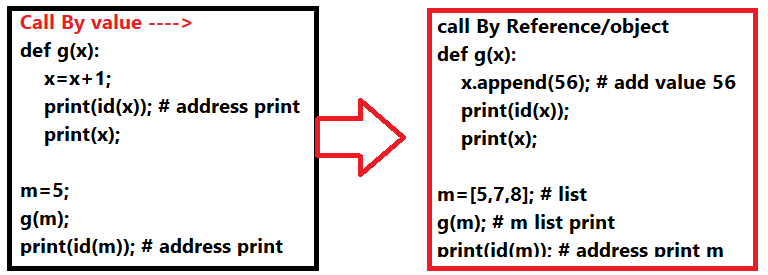 Call By value ---->
def g(x):
x=x+1;
print(id(x)); # address print
print(x);
m=5;
g(m);
print(id(m)); # address print
call By Reference/object
def g(x):
x.append(56); # add value 56
print(id(x));
print(x);
m=[5,7,8]; # list
g(m); # m list print
print(id(m)); # address print m